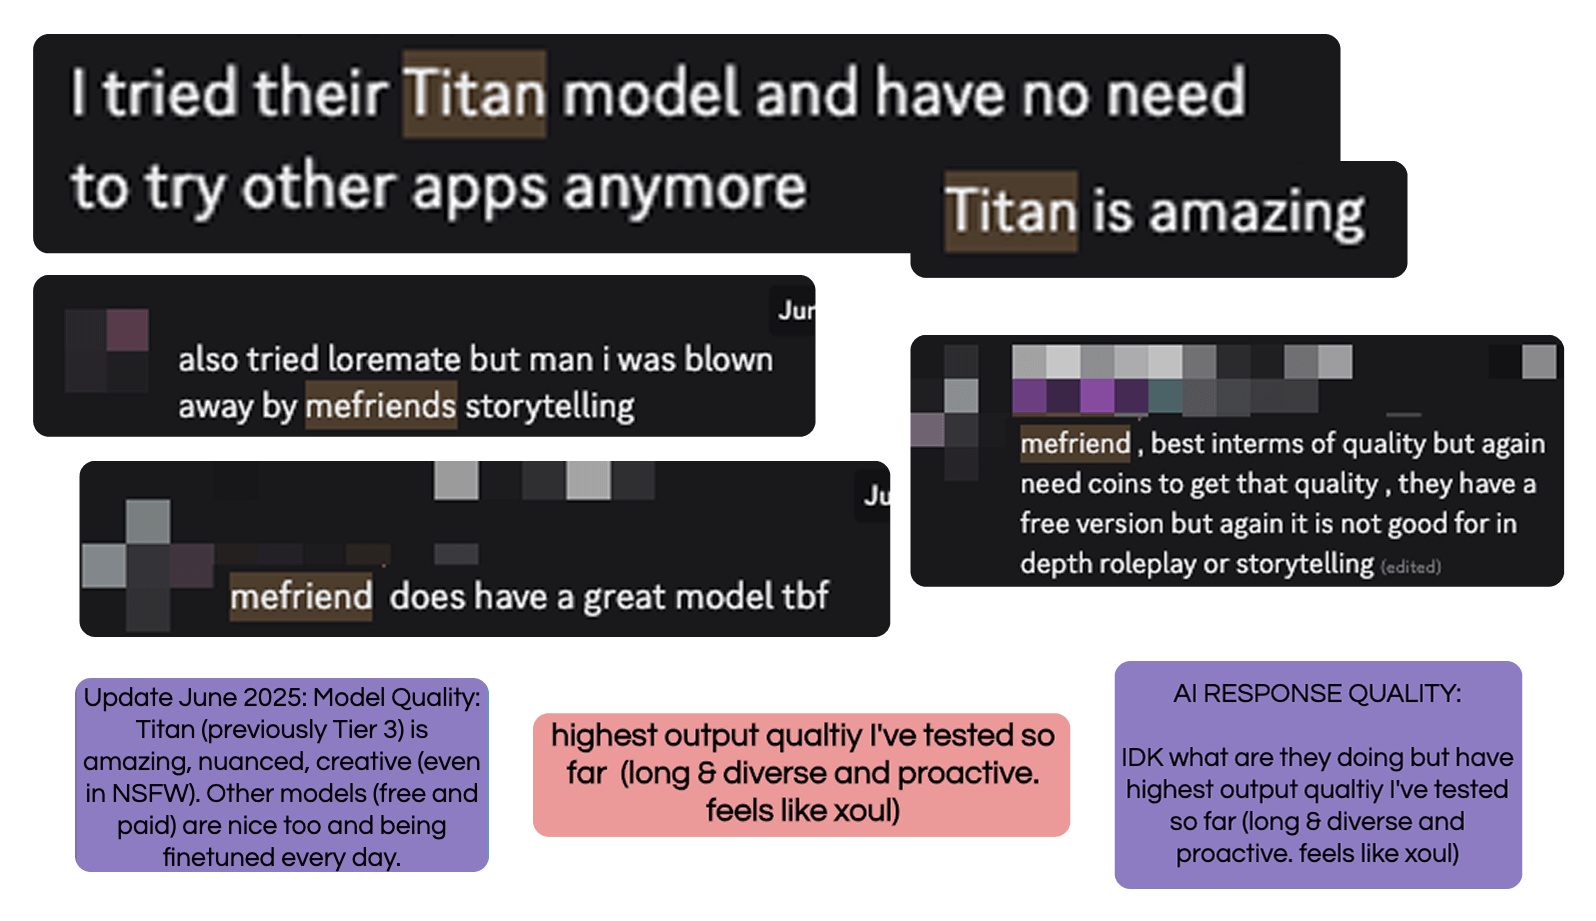 I tried their Titan model and have no need
to try other apps anymore
Titan is amazing
Jun
also tried loremate but man i was blown
away by mefriends storytelling
mefriend , best interms of quality but again
need coins to get that quality , they have a
free version but again it is not good for in
depth roleplay or storytelling (edited)
Ju
mefriend does have a great model tbf
Update June 2025: Model Quality:
Titan (previously Tier 3) is
amazing, nuanced, creative (even
in NSFW). Other models (free and
paid) are nice too and being
finetuned every day.
highest output qualtiy I've tested so
far (long & diverse and proactive.
feels like xoul)
AI RESPONSE QUALITY:
IDK what are they doing but have
highest output qualtiy I've tested
so far (long & diverse and
proactive. feels like xoul)